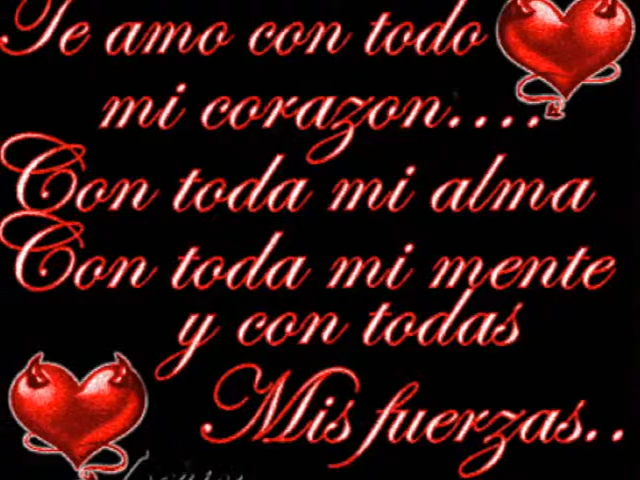 Te amo con todo
mi corazon....
Con toda mi alma
Con toda mi mente
y con todas
Mis fuerzas..